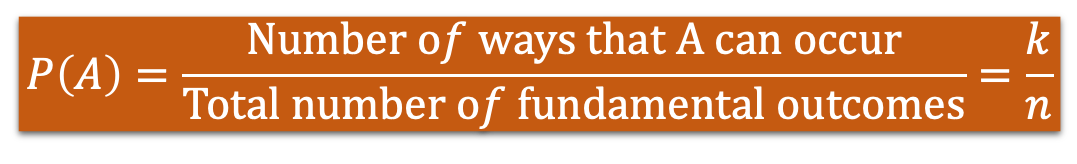 P(A) = Number of ways that A can occur / Total number of fundamental outcomes = k / n